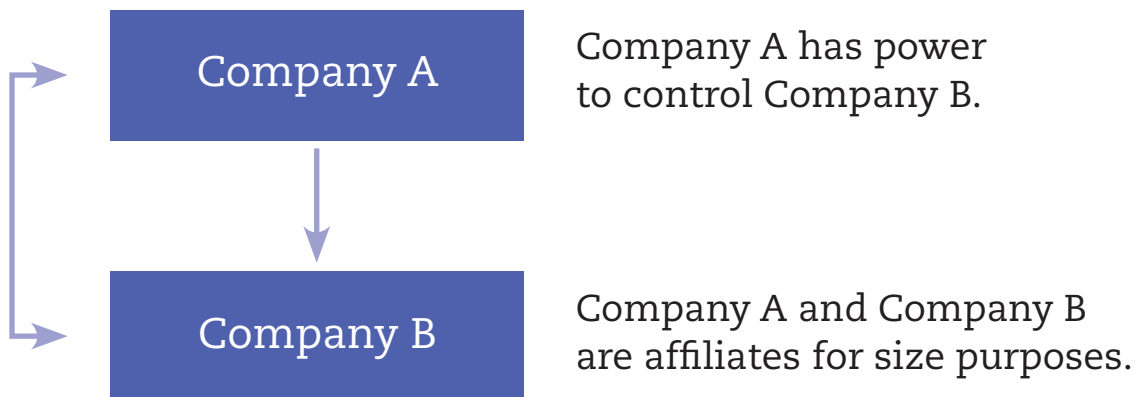 Company A
Company A has power
to control Company B.
Company B
Company A and Company B
are affiliates for size purposes.